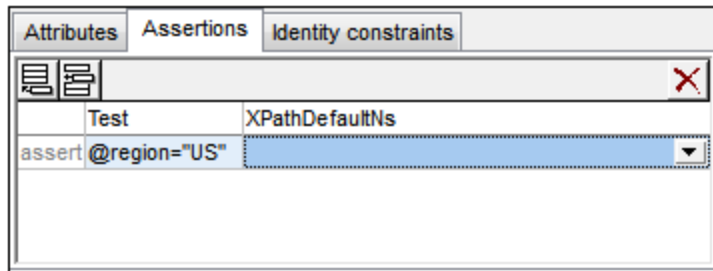 Attributes Assertions Identity constraints
Test XPathDefaultNs
assert @region="US"